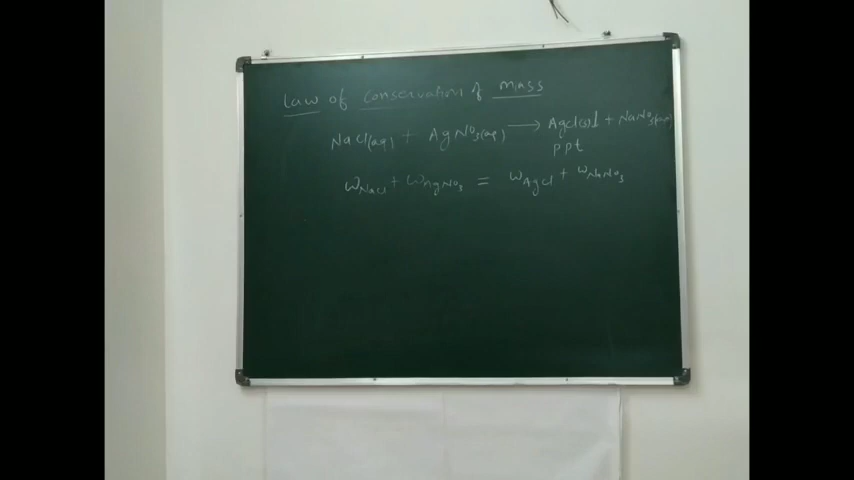 Law of conservation of mass
NaCl(aq) + AgNO3(aq) → AgCl(s)↓ + NaNO3(aq)
ppt
WNaCl + WAgNO3 = WAgCl + WNaNO3